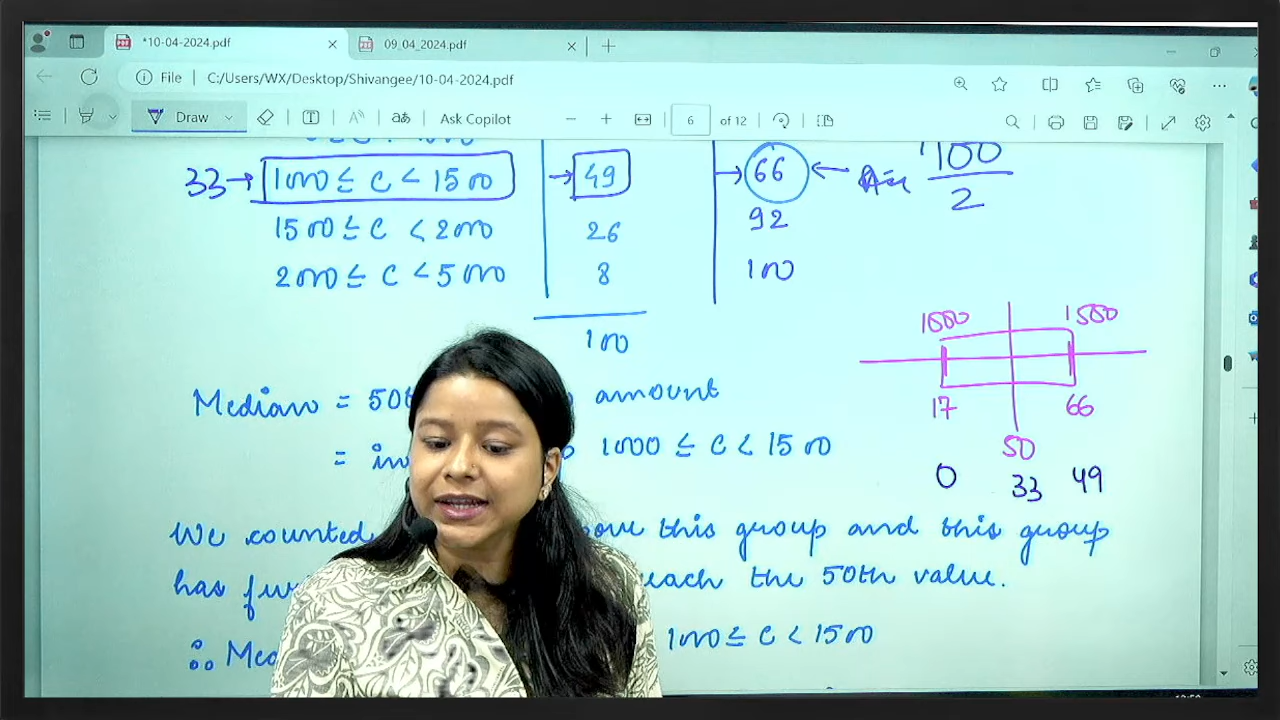 *10-04-2024.pdf
09_04_2024.pdf
File C:/Users/WX/Desktop/Shivangee/10-04-2024.pdf
Draw
Ask Copilot
6 of 12
33 → 1000 ≤ C < 1500 → 49 → 66 ← 100
2
1500 ≤ C < 2000 26 92
2000 ≤ C < 5000 8 100
100
1000 1500
17 66
50
0 33 49
Median = 50th amount
= 1000 ≤ C < 1500
We counted this group and this group
has the 50th value.
∴ 1000 ≤ C < 1500